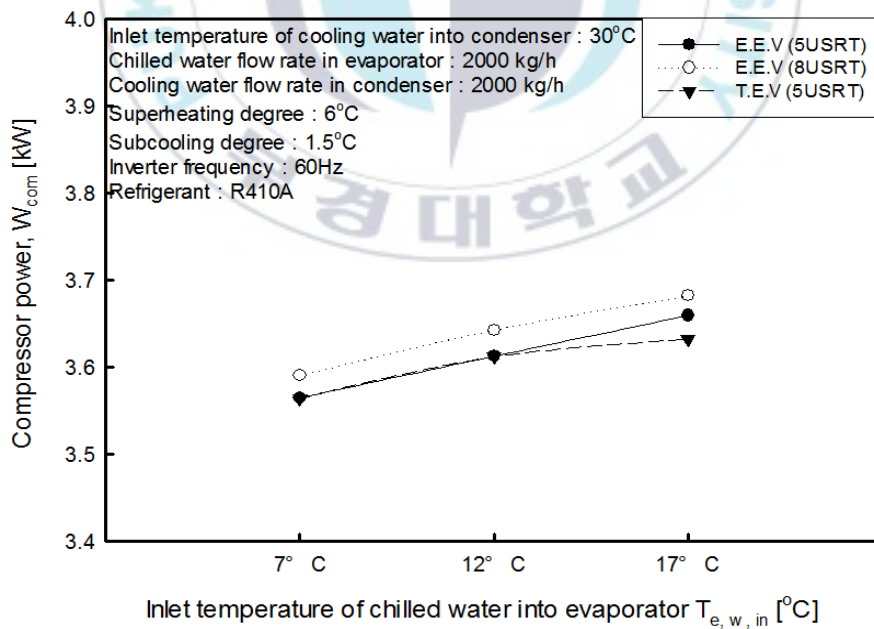 4.0
3.9
3.8
3.7
3.6
3.5
3.4
Compressor power, W_com [kW]
Inlet temperature of cooling water into condenser : 30°C
Chilled water flow rate in evaporator : 2000 kg/h
Cooling water flow rate in condenser : 2000 kg/h
Superheating degree : 6°C
Subcooling degree : 1.5°C
Inverter frequency : 60Hz
Refrigerant : R410A
E.E.V (5USRT)
E.E.V (8USRT)
T.E.V (5USRT)
부경대학교
7° C
12° C
17° C
Inlet temperature of chilled water into evaporator T_e, w, in [°C]